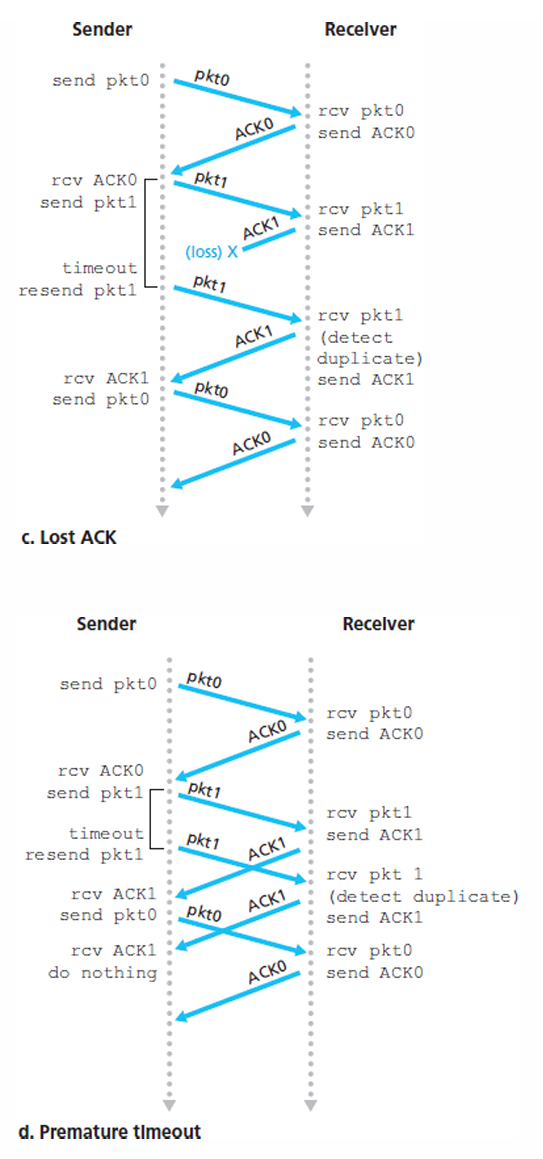 Sender Receiver
send pkt0 pkt0
rcv pkt0
ACK0 send ACK0
rcv ACK0 pkt1
send pkt1 rcv pkt1
ACK1 send ACK1
(loss) X
timeout
resend pkt1 pkt1
rcv pkt1
ACK1 (detect
duplicate)
rcv ACK1 send ACK1
send pkt0 pkt0
rcv pkt0
ACK0 send ACK0
c. Lost ACK
Sender Receiver
send pkt0 pkt0
rcv pkt0
ACK0 send ACK0
rcv ACK0
send pkt1 pkt1
rcv pkt1
timeout pkt1 ACK1 send ACK1
resend pkt1
rcv pkt 1
rcv ACK1 ACK1 (detect duplicate)
send pkt0 pkt0 send ACK1
rcv ACK1 rcv pkt0
do nothing ACK0 send ACK0
d. Premature timeout